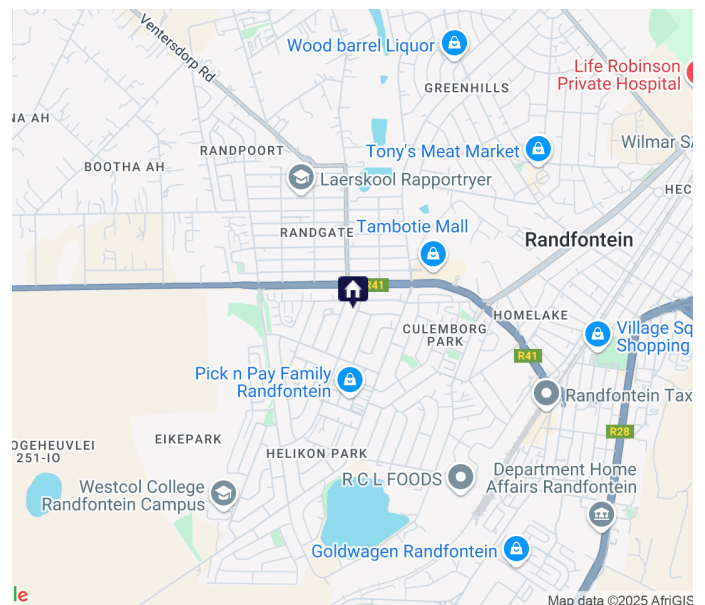 Ventersdorp Rd
Wood barrel Liquor
Life Robinson
Private Hospital
GREENHILLS
NA AH
RANDPOORT
BOOTHA AH
Tony's Meat Market
Wilmar SA
Laerskool Rapportryer
HEC
RANDGATE
Tambotie Mall
Randfontein
R41
HOMELAKE
CULEMBORG
PARK
Village Sq
Shopping
R41
Pick n Pay Family
Randfontein
Randfontein Tax
R28
EIKEPARK
OGEHEUVLEI
251-IO
HELIKON PARK
R C L FOODS
Department Home
Affairs Randfontein
Westcol College
Randfontein Campus
Goldwagen Randfontein
le
Map data ©2025 AfriGIS